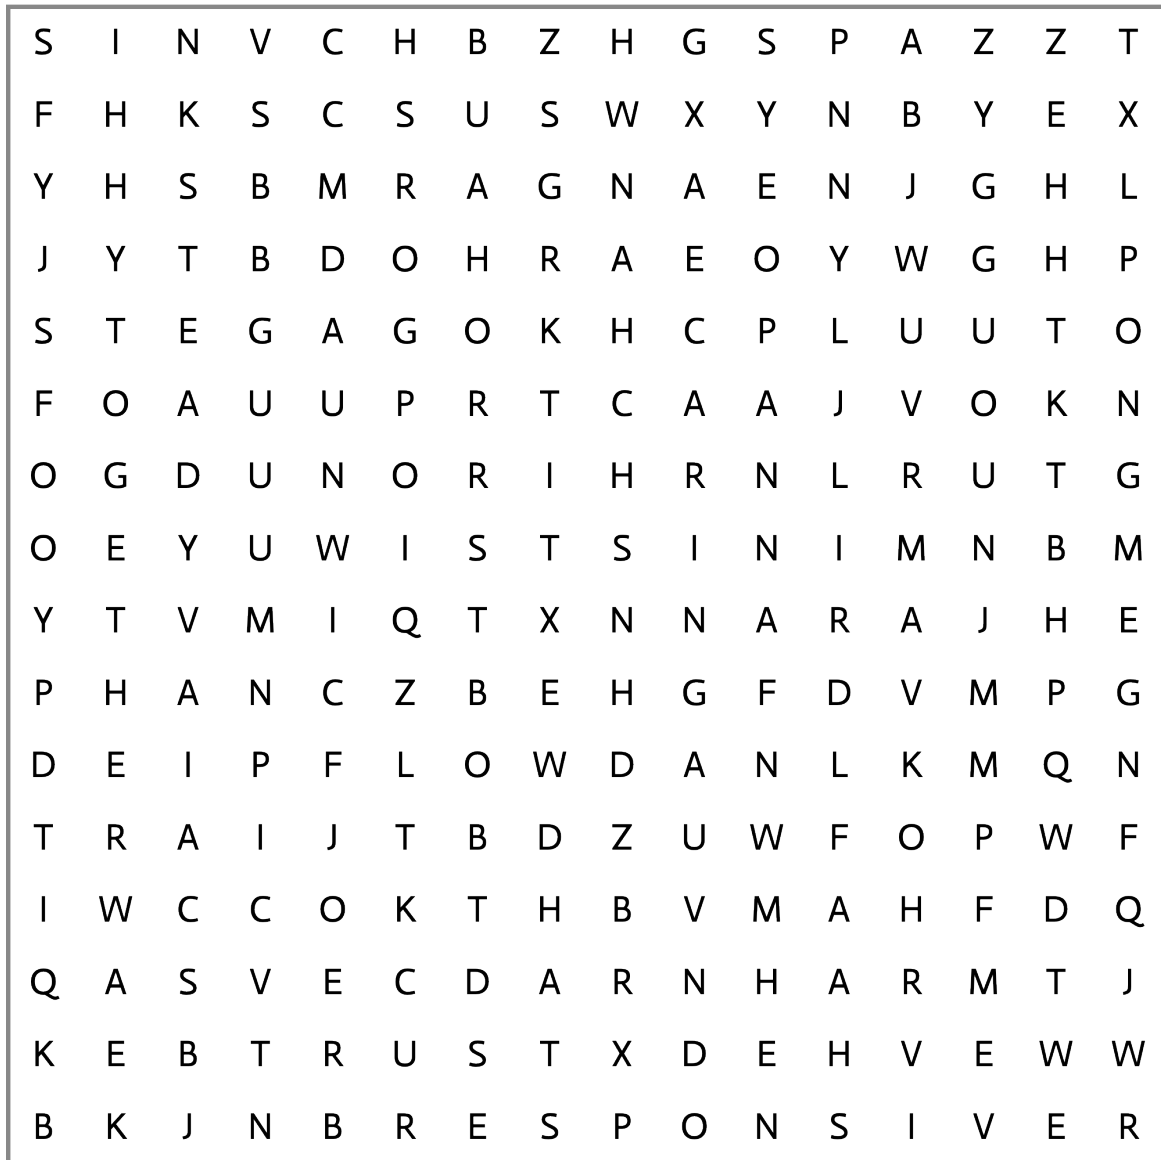 S I N V C H B Z H G S P A Z Z T
F H K S C S U S W X Y N B Y E X
Y H S B M R A G N A E N J G H L
J Y T B D O H R A E O Y W G H P
S T E G A G O K H C P L U U T O
F O A U U P R T C A A J V O K N
O G D U N O R I H R N L R U T G
O E Y U W I S T S I N I M N B M
Y T V M I Q T X N N A R A J H E
P H A N C Z B E H G F D V M P G
D E I P F L O W D A N L K M Q N
T R A I J T B D Z U W F O P W F
I W C C O K T H B V M A H F D Q
Q A S V E C D A R N H A R M T J
K E B T R U S T X D E H V E W W
B K J N B R E S P O N S I V E R